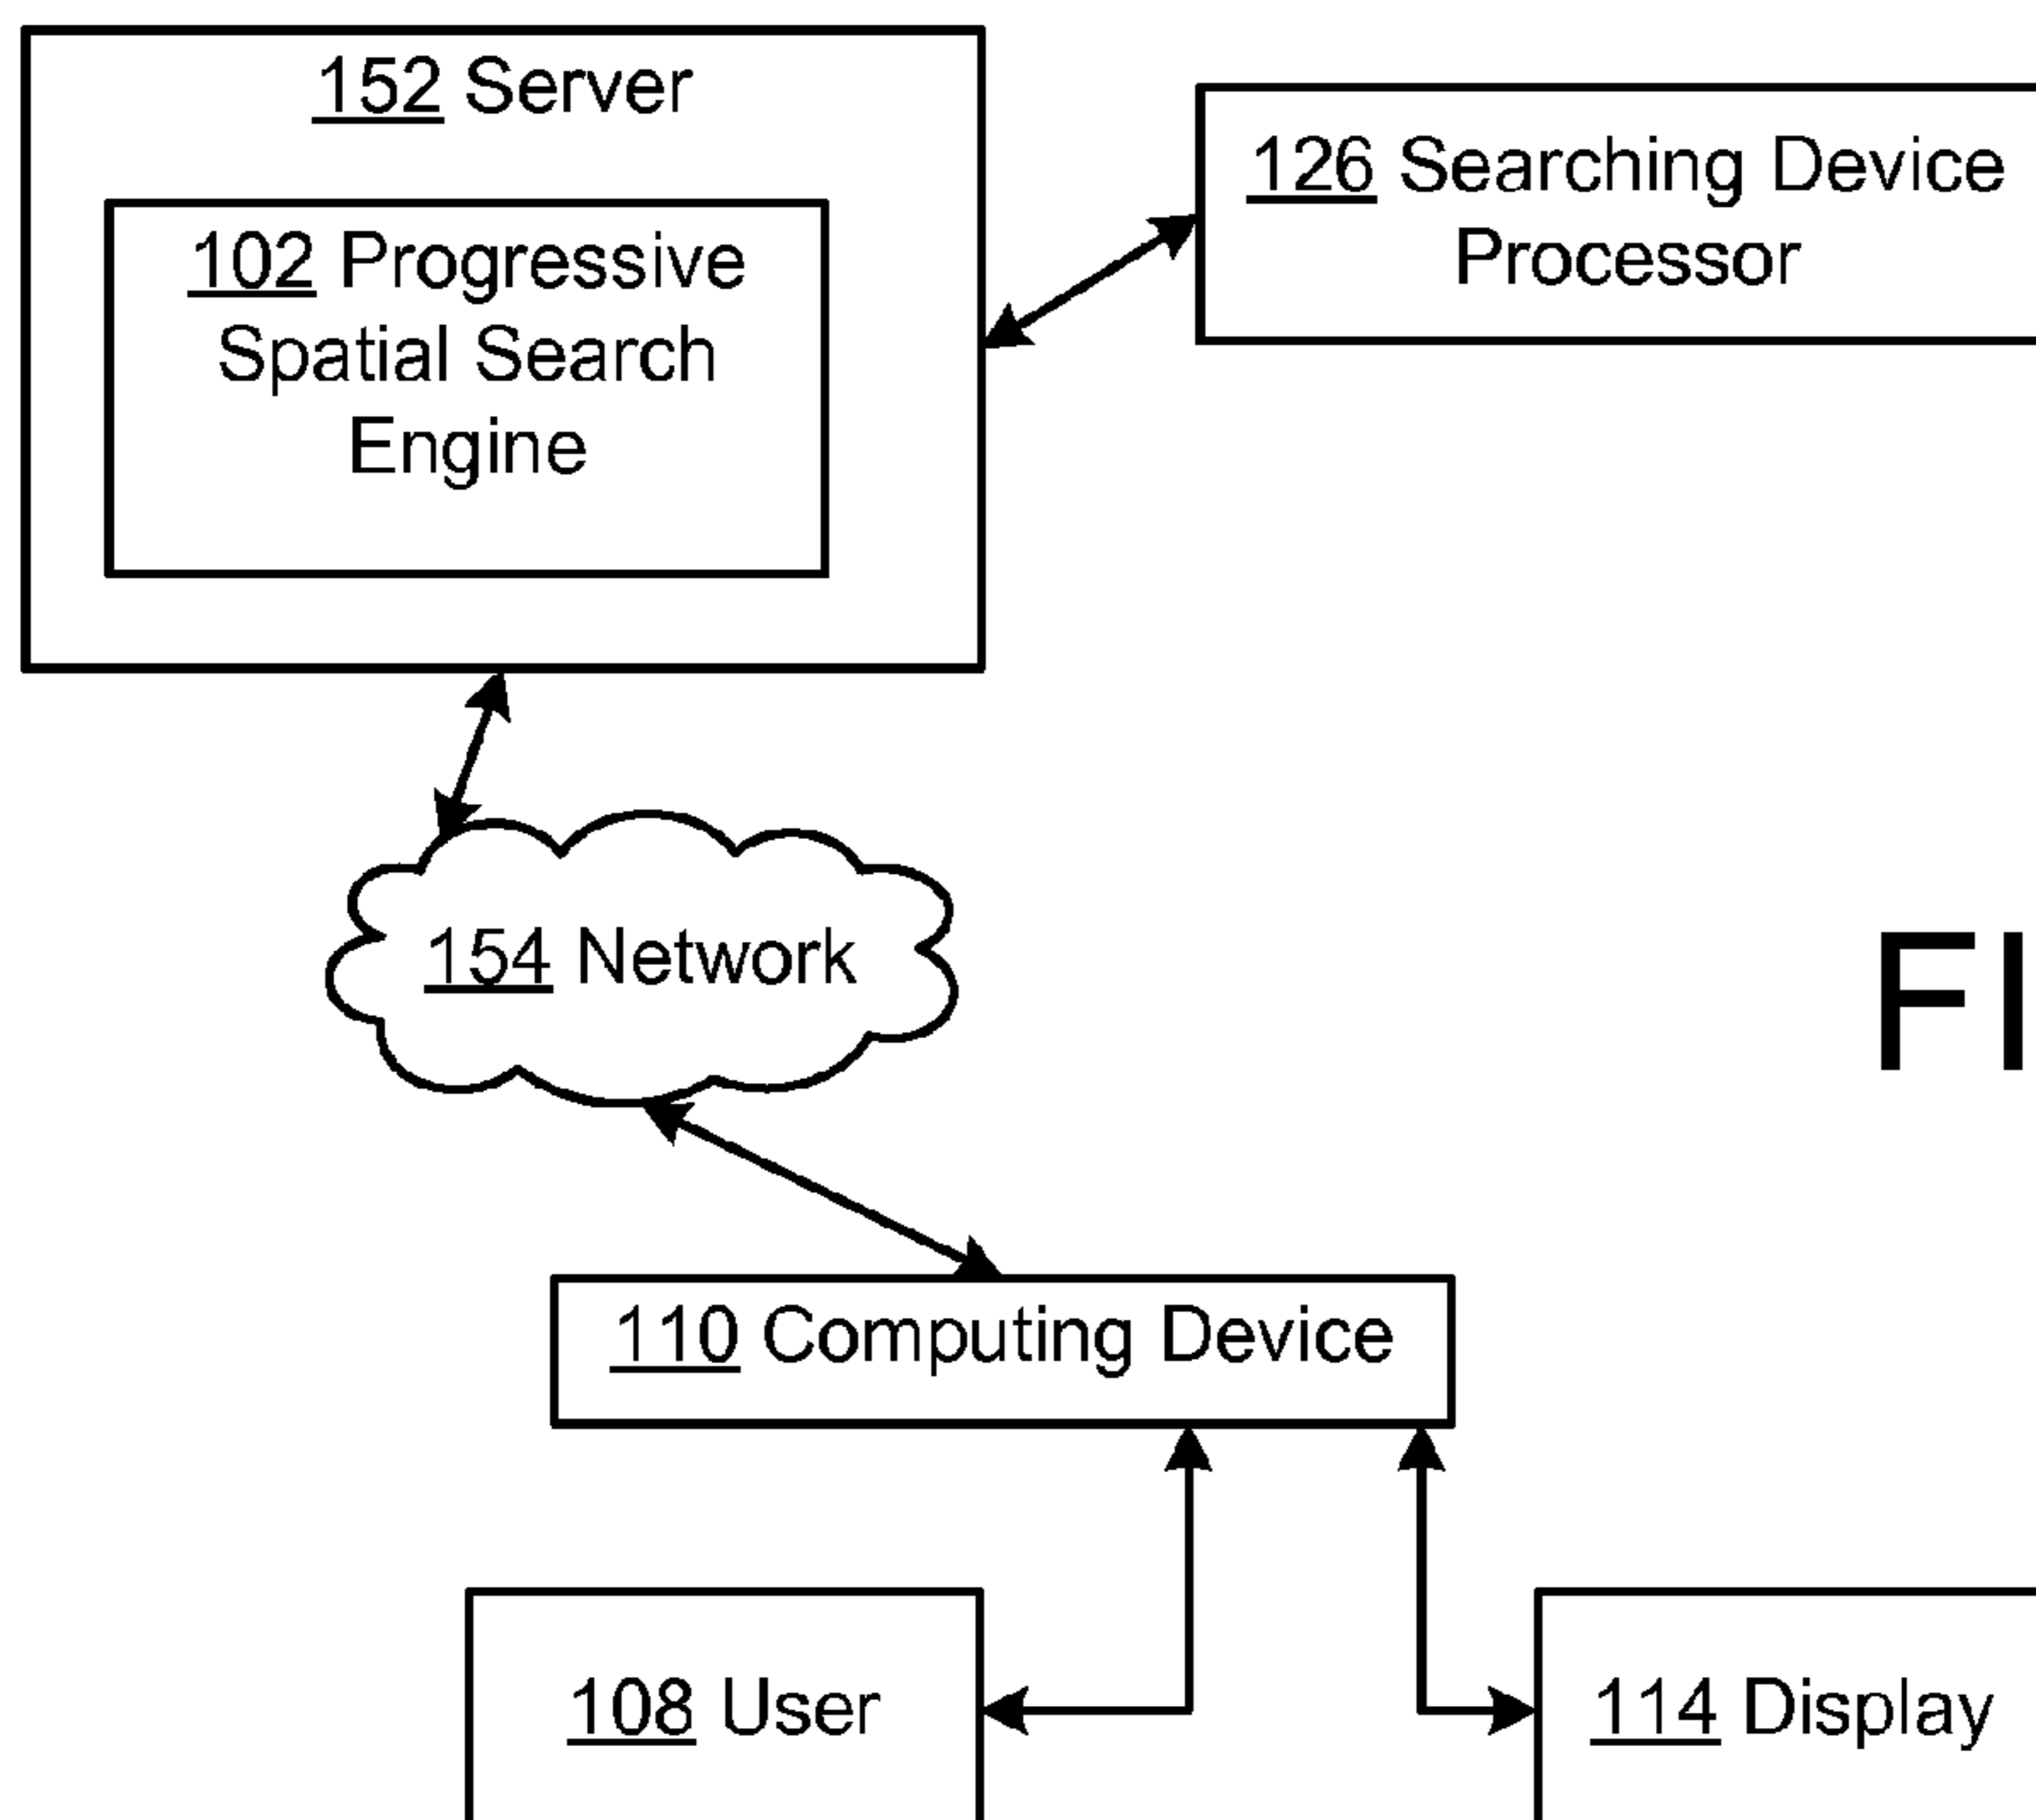 152 Server
126 Searching Device
Processor
102 Progressive
Spatial Search
Engine
154 Network
FI
110 Computing Device
108 User
114 Display